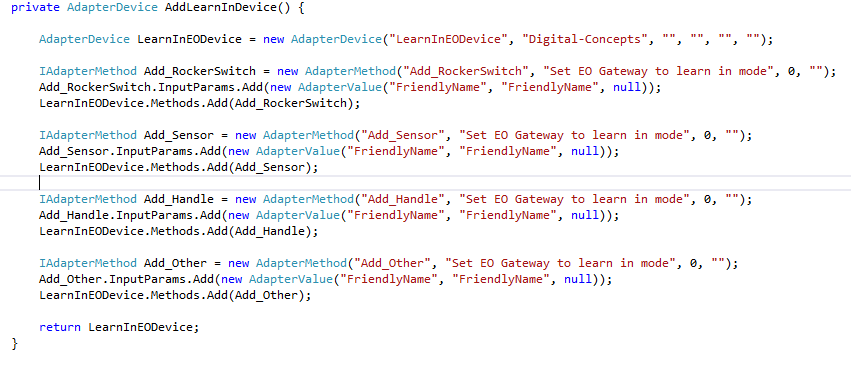 private AdapterDevice AddLearnInDevice() {
AdapterDevice LearnInEODevice = new AdapterDevice("LearnInEODevice", "Digital-Concepts", "", "", "", "");
IAdapterMethod Add_RockerSwitch = new AdapterMethod("Add_RockerSwitch", "Set EO Gateway to learn in mode", 0, "");
Add_RockerSwitch.InputParams.Add(new AdapterValue("FriendlyName", "FriendlyName", null));
LearnInEODevice.Methods.Add(Add_RockerSwitch);
IAdapterMethod Add_Sensor = new AdapterMethod("Add_Sensor", "Set EO Gateway to learn in mode", 0, "");
Add_Sensor.InputParams.Add(new AdapterValue("FriendlyName", "FriendlyName", null));
LearnInEODevice.Methods.Add(Add_Sensor);
IAdapterMethod Add_Handle = new AdapterMethod("Add_Handle", "Set EO Gateway to learn in mode", 0, "");
Add_Handle.InputParams.Add(new AdapterValue("FriendlyName", "FriendlyName", null));
LearnInEODevice.Methods.Add(Add_Handle);
IAdapterMethod Add_Other = new AdapterMethod("Add_Other", "Set EO Gateway to learn in mode", 0, "");
Add_Other.InputParams.Add(new AdapterValue("FriendlyName", "FriendlyName", null));
LearnInEODevice.Methods.Add(Add_Other);
return LearnInEODevice;
}